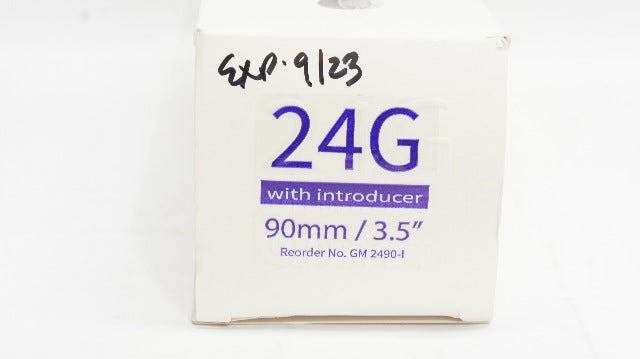 Exp. 9/23
24G
with introducer
90mm / 3.5”
Reorder No. GM 2490-I